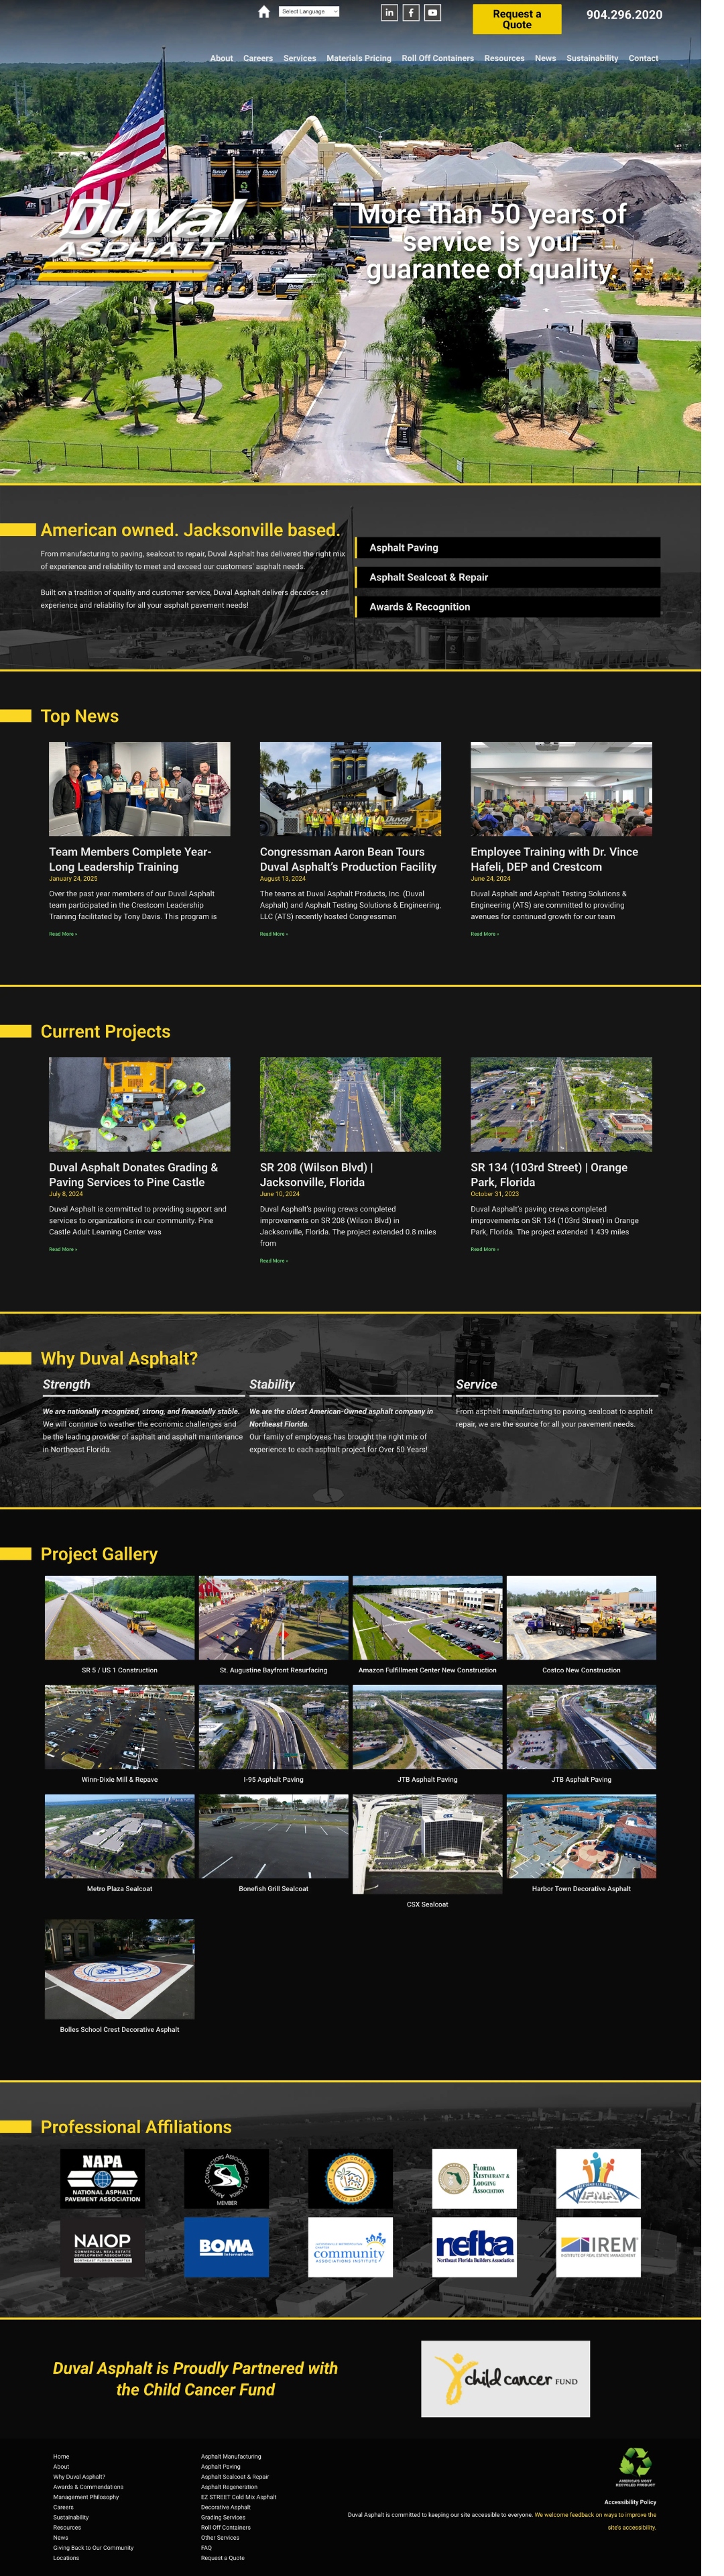 Select Language
Request a
Quote
904.296.2020
About Careers Services Materials Pricing Roll Off Containers Resources News Sustainability Contact
Duval
ASPHALT
More than 50 years of
service is your
guarantee of quality.
American owned. Jacksonville based.
From manufacturing to paving, sealcoat to repair, Duval Asphalt has delivered the right mix
of experience and reliability to meet and exceed our customers' asphalt needs.
Built on a tradition of quality and customer service, Duval Asphalt delivers decades of
experience and reliability for all your asphalt pavement needs!
Asphalt Paving
Asphalt Sealcoat & Repair
Awards & Recognition
Top News
Team Members Complete Year-
Long Leadership Training
January 24, 2025
Over the past year members of our Duval Asphalt
team participated in the Crestcom Leadership
Training facilitated by Tony Davis. This program is
Read More »
Congressman Aaron Bean Tours
Duval Asphalt's Production Facility
August 13, 2024
The teams at Duval Asphalt Products, Inc. (Duval
Asphalt) and Asphalt Testing Solutions & Engineering,
LLC (ATS) recently hosted Congressman
Read More »
Employee Training with Dr. Vince
Hafeli, DEP and Crestcom
June 24, 2024
Duval Asphalt and Asphalt Testing Solutions &
Engineering (ATS) are committed to providing
avenues for continued growth for our team
Read More »
Current Projects
Duval Asphalt Donates Grading &
Paving Services to Pine Castle
July 8, 2024
Duval Asphalt is committed to providing support and
services to organizations in our community. Pine
Castle Adult Learning Center was
Read More »
SR 208 (Wilson Blvd) |
Jacksonville, Florida
June 10, 2024
Duval Asphalt's paving crews completed
improvements on SR 208 (Wilson Blvd) in
Jacksonville, Florida. The project extended 0.8 miles
from
Read More »
SR 134 (103rd Street) | Orange
Park, Florida
October 31, 2023
Duval Asphalt's paving crews completed
improvements on SR 134 (103rd Street) in Orange
Park, Florida. The project extended 1.439 miles
Read More »
Why Duval Asphalt?
Strength
We are nationally recognized, strong, and financially stable.
We will continue to weather the economic challenges and
be the leading provider of asphalt and asphalt maintenance
in Northeast Florida.
Stability
We are the oldest American-Owned asphalt company in
Northeast Florida.
Our family of employees has brought the right mix of
experience to each asphalt project for Over 50 Years!
Service
From asphalt manufacturing to paving, sealcoat to asphalt
repair, we are the source for all your pavement needs.
Project Gallery
SR 5 / US 1 Construction
St. Augustine Bayfront Resurfacing
Amazon Fulfillment Center New Construction
Costco New Construction
Winn-Dixie Mill & Repave
I-95 Asphalt Paving
JTB Asphalt Paving
JTB Asphalt Paving
Metro Plaza Sealcoat
Bonefish Grill Sealcoat
CSX Sealcoat
Harbor Town Decorative Asphalt
Bolles School Crest Decorative Asphalt
Professional Affiliations
NAPA
NATIONAL ASPHALT
PAVEMENT ASSOCIATION
MEMBER
FLORIDA
RESTAURANT &
LODGING
ASSOCIATION
IFMA
NAIOP
COMMERCIAL REAL ESTATE
DEVELOPMENT ASSOCIATION
NORTHEAST FLORIDA CHAPTER
BOMA
International
community
ASSOCIATIONS INSTITUTE
nefba
Northeast Florida Builders Association
IREM
INSTITUTE OF REAL ESTATE MANAGEMENT
Duval Asphalt is Proudly Partnered with
the Child Cancer Fund
child cancer FUND
Home
About
Why Duval Asphalt?
Awards & Commendations
Management Philosophy
Careers
Sustainability
Resources
News
Giving Back to Our Community
Locations
Asphalt Manufacturing
Asphalt Paving
Asphalt Sealcoat & Repair
Asphalt Regeneration
EZ STREET Cold Mix Asphalt
Decorative Asphalt
Grading Services
Roll Off Containers
Other Services
FAQ
Request a Quote
AMERICA'S MOST
RECYCLED PRODUCT
Accessibility Policy
Duval Asphalt is committed to keeping our site accessible to everyone. We welcome feedback on ways to improve the
site's accessibility.